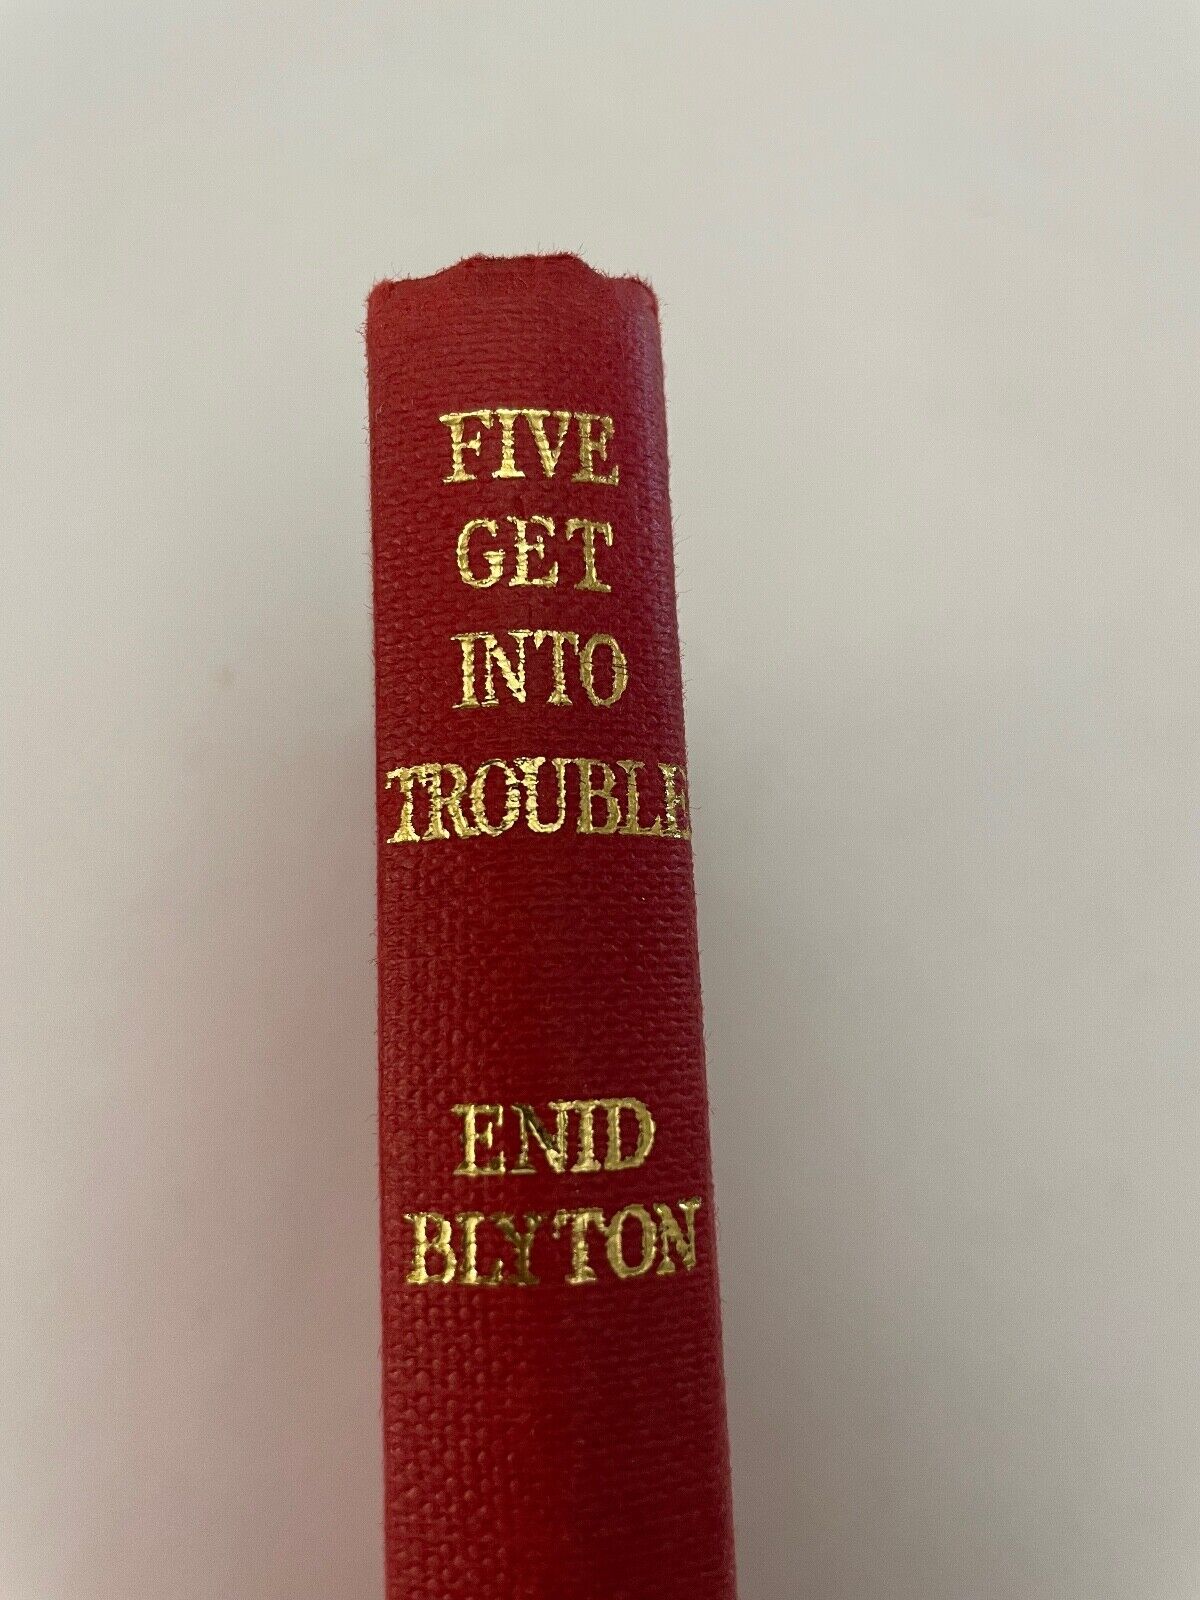 FIVE
GET
INTO
TROUBLE
ENID
BLYTON